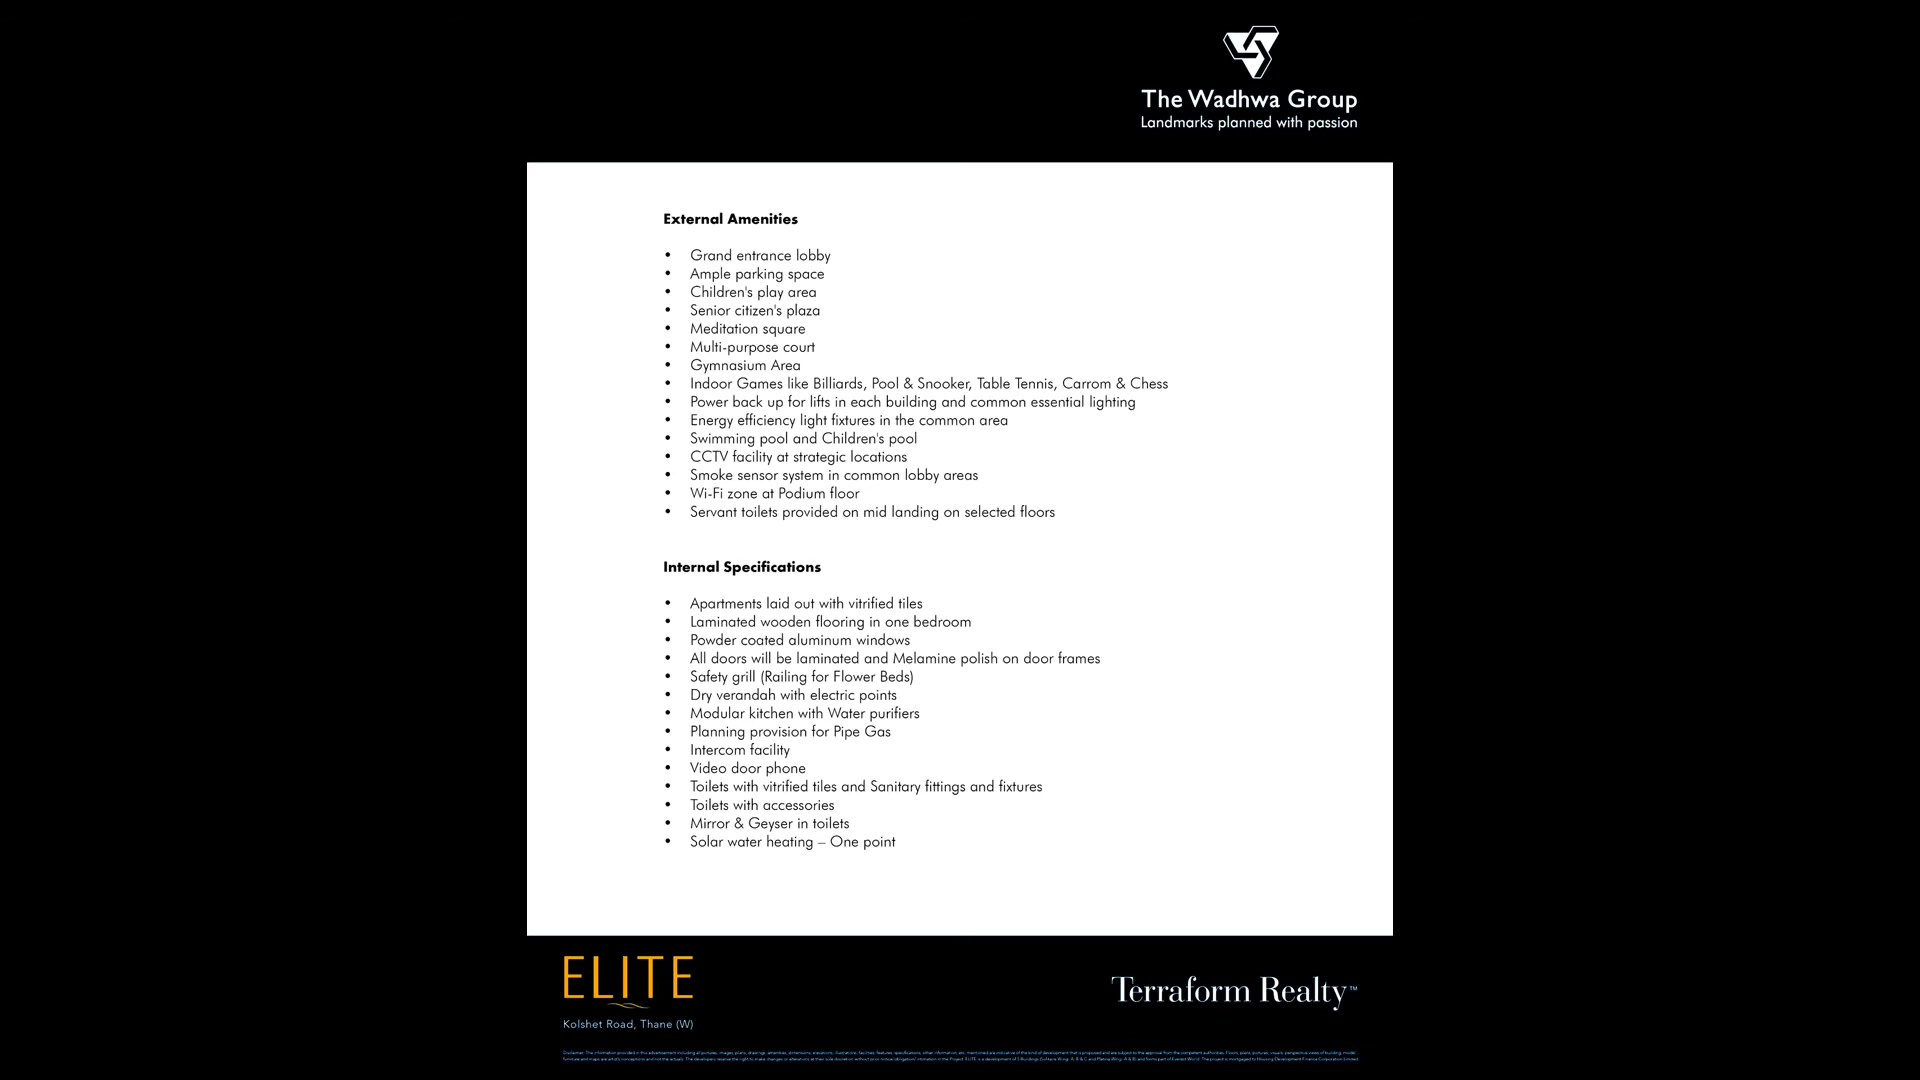 The Wadhwa Group
Landmarks planned with passion
External Amenities
• Grand entrance lobby
• Ample parking space
• Children's play area
• Senior citizen's plaza
• Meditation square
• Multi-purpose court
• Gymnasium Area
• Indoor Games like Billiards, Pool & Snooker, Table Tennis, Carrom & Chess
• Power back up for lifts in each building and common essential lighting
• Energy efficiency light fixtures in the common area
• Swimming pool and Children's pool
• CCTV facility at strategic locations
• Smoke sensor system in common lobby areas
• Wi-Fi zone at Podium floor
• Servant toilets provided on mid landing on selected floors
Internal Specifications
• Apartments laid out with vitrified tiles
• Laminated wooden flooring in one bedroom
• Powder coated aluminum windows
• All doors will be laminated and Melamine polish on door frames
• Safety grill (Railing for Flower Beds)
• Dry verandah with electric points
• Modular kitchen with Water purifiers
• Planning provision for Pipe Gas
• Intercom facility
• Video door phone
• Toilets with vitrified tiles and Sanitary fittings and fixtures
• Toilets with accessories
• Mirror & Geyser in toilets
• Solar water heating – One point
ELITE
Kolshet Road, Thane (W)
Terraform Realty™